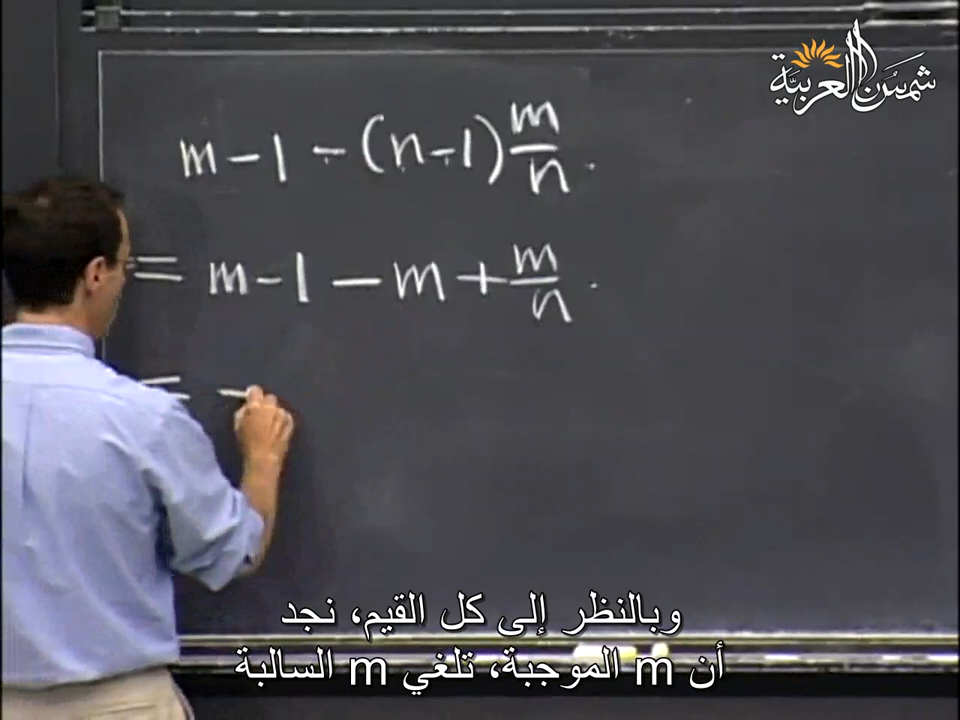 شمس العربية
m - 1 - (n - 1) m/n.
= m - 1 - m + m/n.
= -
وبالنظر إلى كل القيم، نجد
أن m الموجبة، تلغي m السالبة